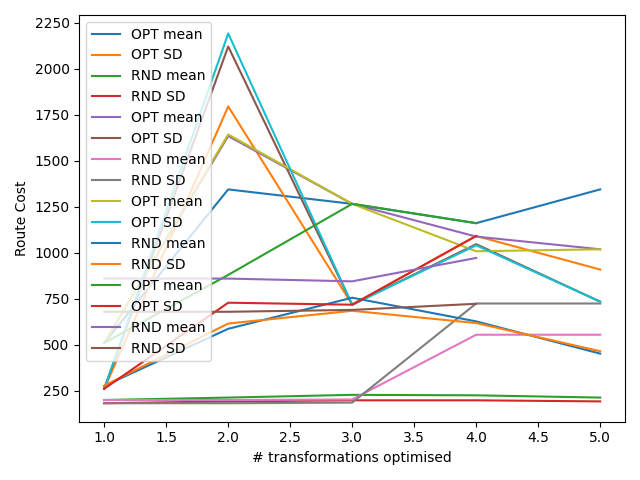 2250
2000
1750
1500
1250
1000
750
500
250
Route Cost
OPT mean
OPT SD
RND mean
RND SD
OPT mean
OPT SD
RND mean
RND SD
OPT mean
OPT SD
RND mean
RND SD
OPT mean
OPT SD
RND mean
RND SD
1.0 1.5 2.0 2.5 3.0 3.5 4.0 4.5 5.0
# transformations optimised